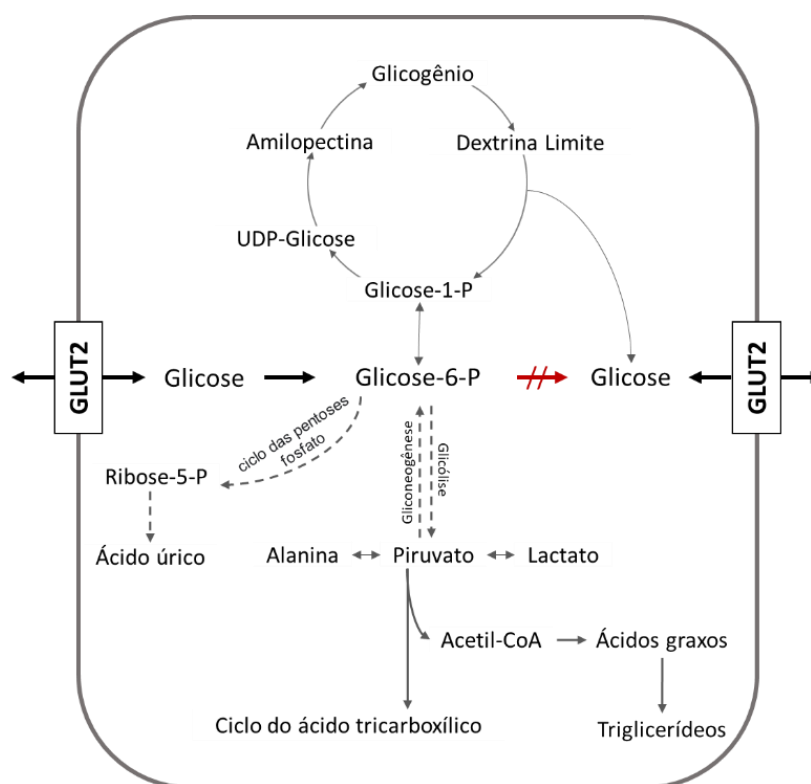 Glicogênio
Amilopectina
Dextrina Limite
UDP-Glicose
Glicose-1-P
GLUT2
Glicose
Glicose-6-P
Glicose
GLUT2
ciclo das pentoses
fosfato
Gliconeogênese
Glicólise
Ribose-5-P
Ácido úrico
Alanina
Piruvato
Lactato
Acetil-CoA
Ácidos graxos
Ciclo do ácido tricarboxílico
Triglicerídeos